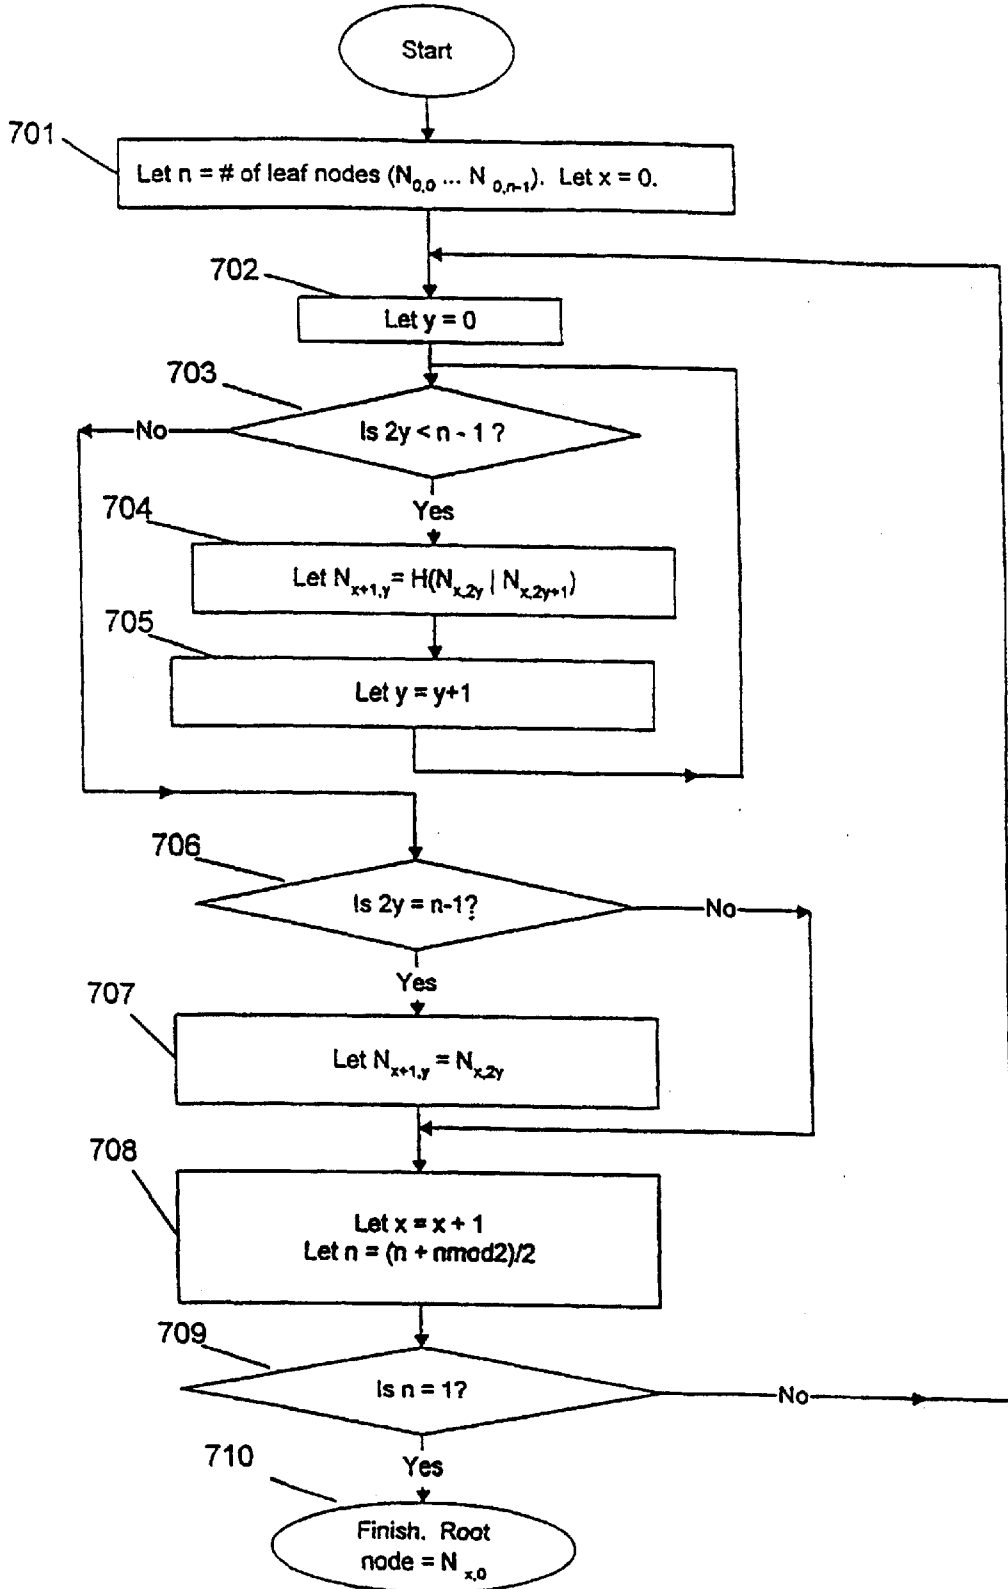 Start
701
Let n = # of leaf nodes (N0,0 ... N 0,n-1). Let x = 0.
702
Let y = 0
703
Is 2y < n - 1 ?
No
Yes
704
Let Nx+1,y = H(Nx,2y | Nx,2y+1)
705
Let y = y+1
706
Is 2y = n-1?
No
Yes
707
Let Nx+1,y = Nx,2y
708
Let x = x + 1
Let n = (n + nmod2)/2
709
Is n = 1?
No
Yes
710
Finish. Root
node = N x,0